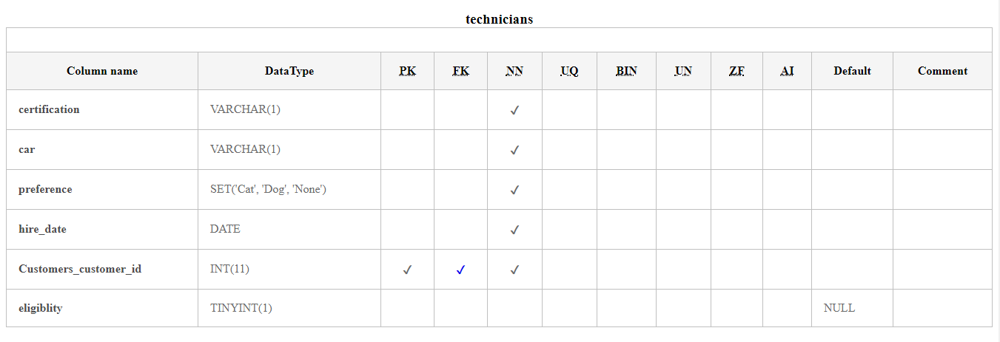 technicians
Column name DataType PK FK NN UQ BIN UN ZF AI Default Comment
certification VARCHAR(1) ✓
car VARCHAR(1) ✓
preference SET('Cat', 'Dog', 'None') ✓
hire_date DATE ✓
Customers_customer_id INT(11) ✓ ✓ ✓
eligiblity TINYINT(1) NULL